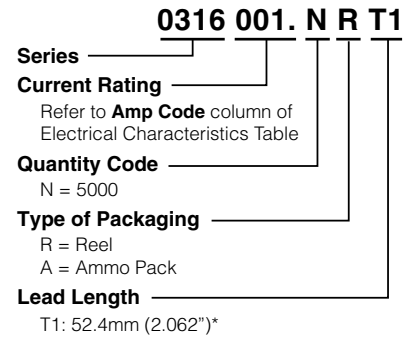 0316 001. N R T1
Series
Current Rating
Refer to Amp Code column of
Electrical Characteristics Table
Quantity Code
N = 5000
Type of Packaging
R = Reel
A = Ammo Pack
Lead Length
T1: 52.4mm (2.062”)*